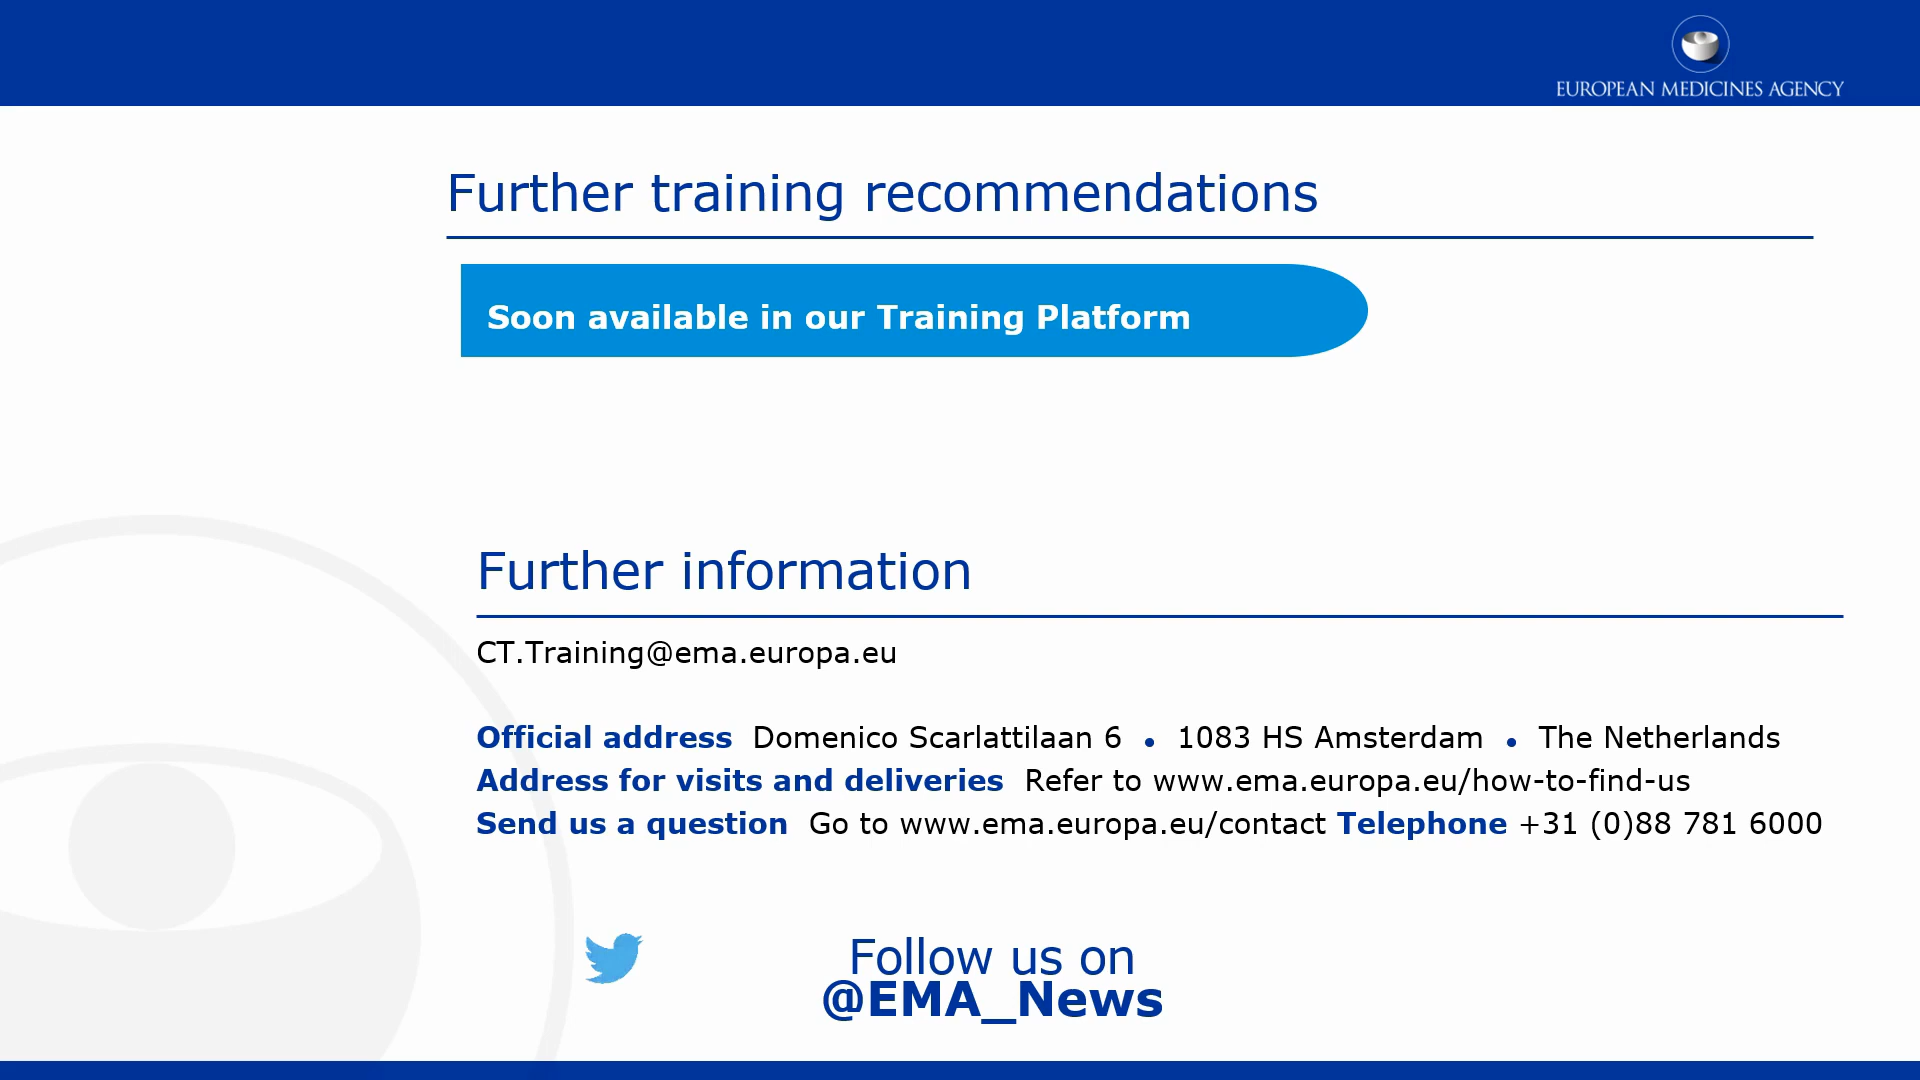 EUROPEAN MEDICINES AGENCY
Further training recommendations
Soon available in our Training Platform
Further information
CT.Training@ema.europa.eu
Official address Domenico Scarlattilaan 6 • 1083 HS Amsterdam • The Netherlands
Address for visits and deliveries Refer to www.ema.europa.eu/how-to-find-us
Send us a question Go to www.ema.europa.eu/contact Telephone +31 (0)88 781 6000
Follow us on
@EMA_News